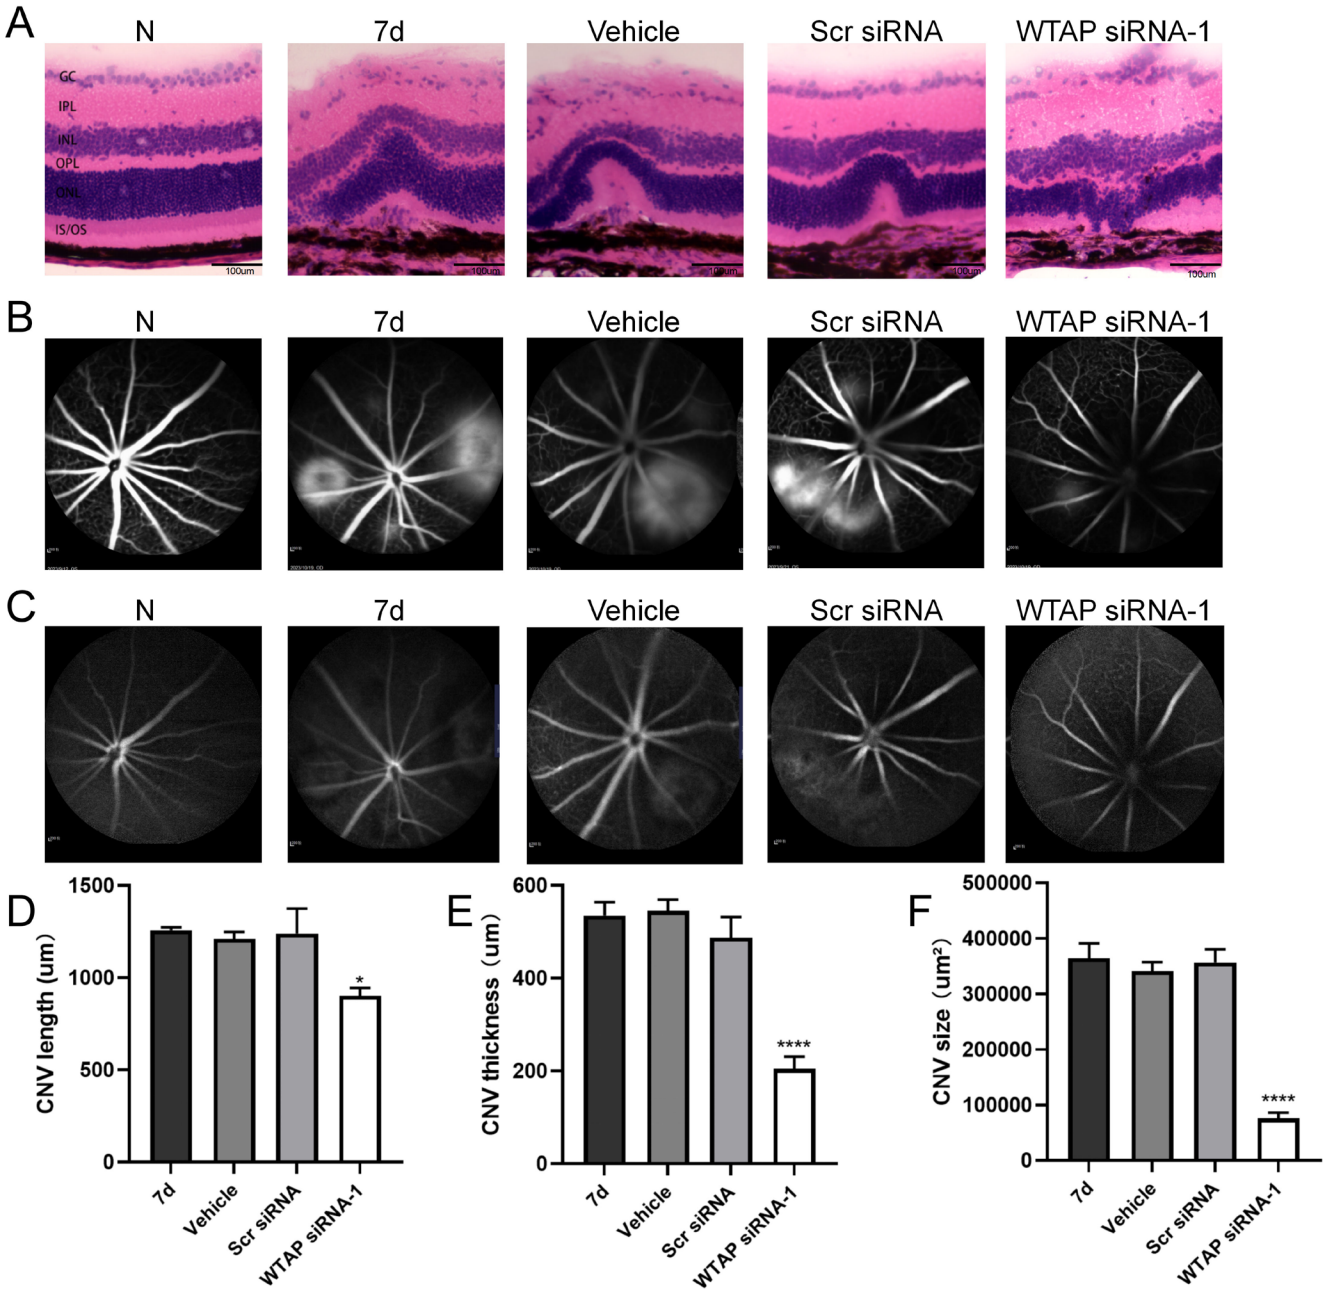 A
N
7d
Vehicle
Scr siRNA
WTAP siRNA-1
GC
IPL
INL
OPL
ONL
IS/OS
100um
100um
100um
100um
100um
B
N
7d
Vehicle
Scr siRNA
WTAP siRNA-1
C
N
7d
Vehicle
Scr siRNA
WTAP siRNA-1
D
CNV length (um)
1500
1000
500
0
*
7d
Vehicle
Scr siRNA
WTAP siRNA-1
E
CNV thickness（um）
600
400
200
0
****
7d
Vehicle
Scr siRNA
WTAP siRNA-1
F
CNV size（um²）
500000
400000
300000
200000
100000
0
****
7d
Vehicle
Scr siRNA
WTAP siRNA-1